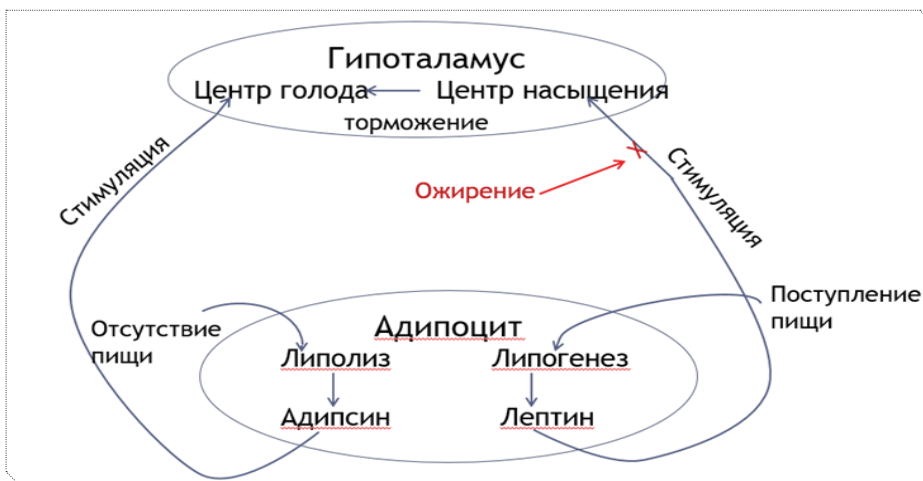 Гипоталамус
Центр голода
Центр насыщения
торможение
Стимуляция
Стимуляция
Ожирение
Поступление
пищи
Отсутствие
пищи
Адипоцит
Липолиз
Липогенез
Адипсин
Лептин